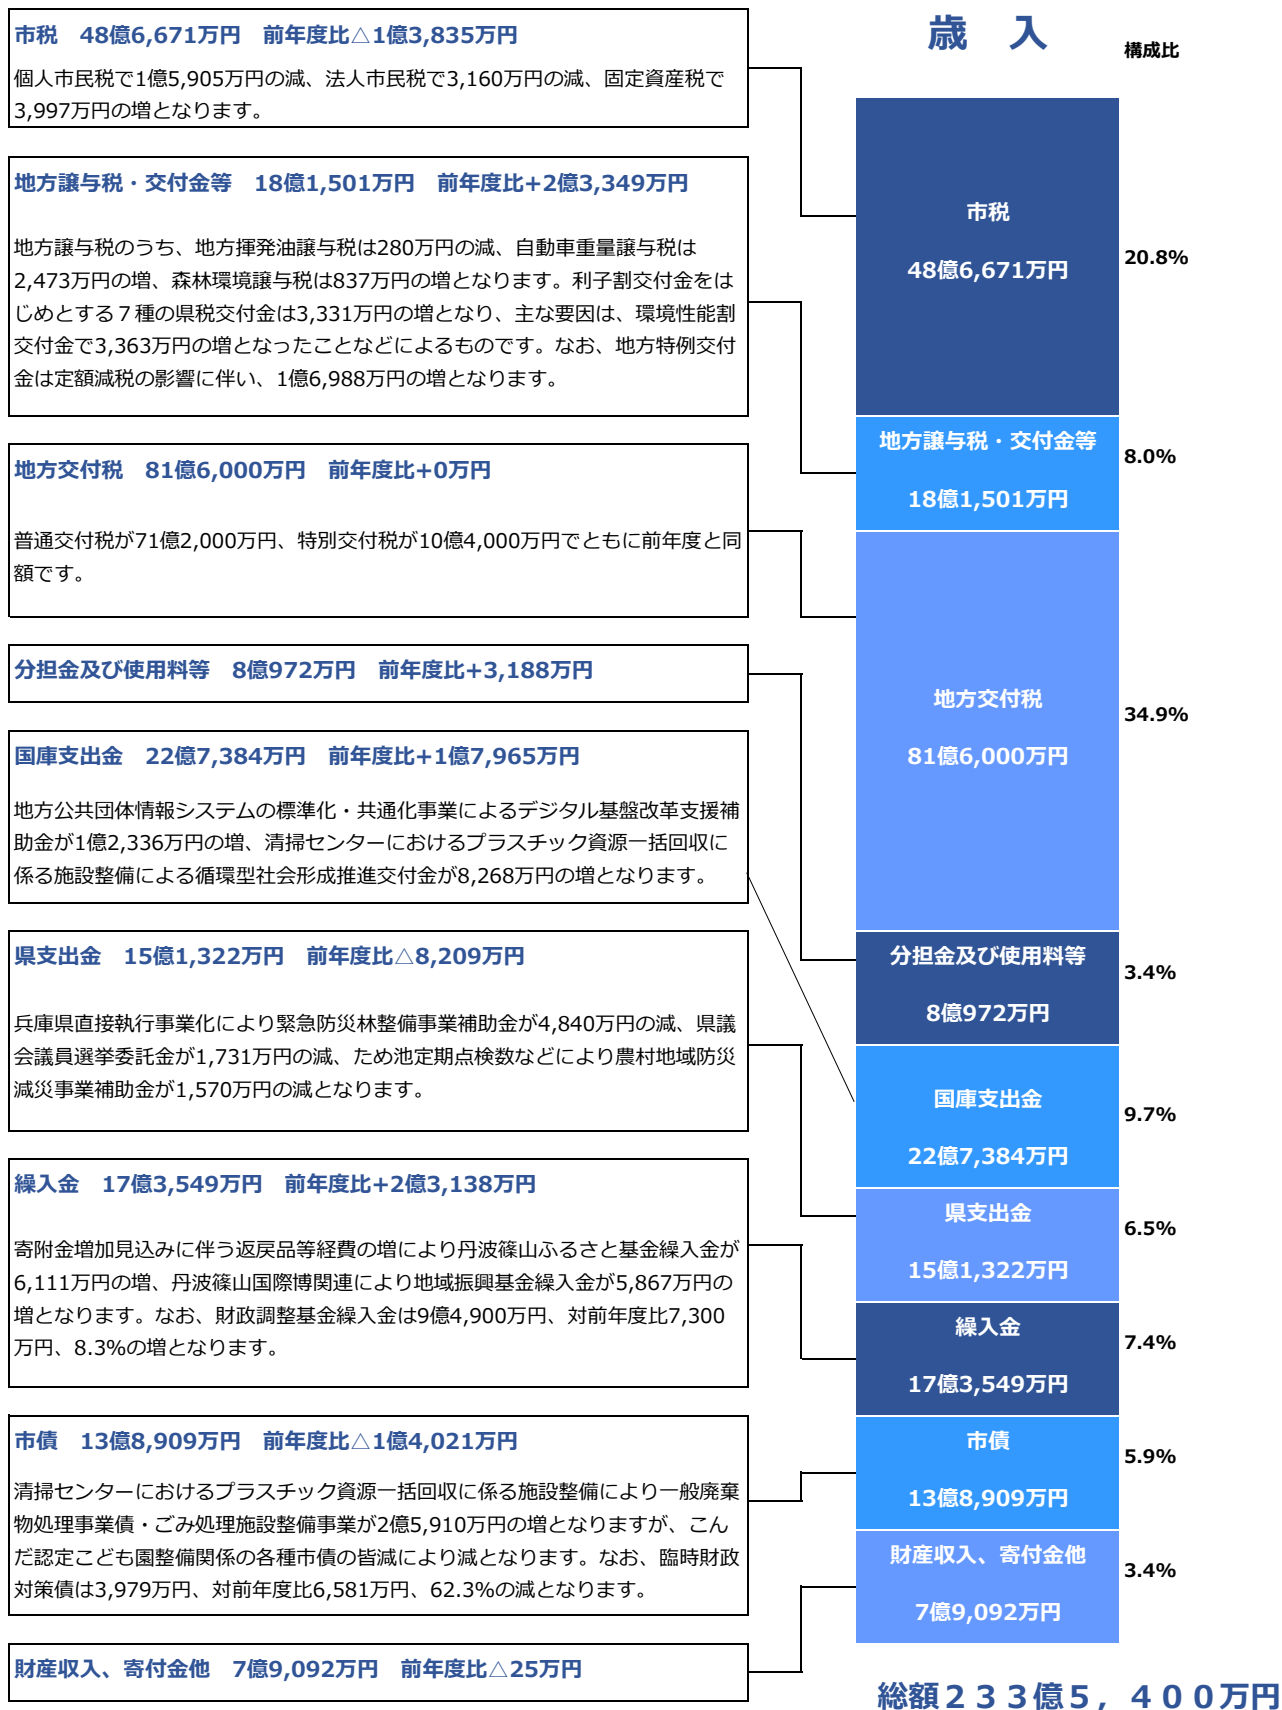 市税　48億6,671万円　前年度比△1億3,835万円
個人市民税で1億5,905万円の減、法人市民税で3,160万円の減、固定資産税で
3,997万円の増となります。
地方譲与税・交付金等　18億1,501万円　前年度比+2億3,349万円
地方譲与税のうち、地方揮発油譲与税は280万円の減、自動車重量譲与税は
2,473万円の増、森林環境譲与税は837万円の増となります。利子割交付金をは
じめとする７種の県税交付金は3,331万円の増となり、主な要因は、環境性能割
交付金で3,363万円の増となったことなどによるものです。なお、地方特例交付
金は定額減税の影響に伴い、1億6,988万円の増となります。
地方交付税　81億6,000万円　前年度比+0万円
普通交付税が71億2,000万円、特別交付税が10億4,000万円でともに前年度と同
額です。
分担金及び使用料等　8億972万円　前年度比+3,188万円
国庫支出金　22億7,384万円　前年度比+1億7,965万円
地方公共団体情報システムの標準化・共通化事業によるデジタル基盤改革支援補
助金が1億2,336万円の増、清掃センターにおけるプラスチック資源一括回収に
係る施設整備による循環型社会形成推進交付金が8,268万円の増となります。
県支出金　15億1,322万円　前年度比△8,209万円
兵庫県直接執行事業化により緊急防災林整備事業補助金が4,840万円の減、県議
会議員選挙委託金が1,731万円の減、ため池定期点検数などにより農村地域防災
減災事業補助金が1,570万円の減となります。
繰入金　17億3,549万円　前年度比+2億3,138万円
寄附金増加見込みに伴う返戻品等経費の増により丹波篠山ふるさと基金繰入金が
6,111万円の増、丹波篠山国際博関連により地域振興基金繰入金が5,867万円の
増となります。なお、財政調整基金繰入金は9億4,900万円、対前年度比7,300
万円、8.3%の増となります。
市債　13億8,909万円　前年度比△1億4,021万円
清掃センターにおけるプラスチック資源一括回収に係る施設整備により一般廃棄
物処理事業債・ごみ処理施設整備事業が2億5,910万円の増となりますが、こん
だ認定こども園整備関係の各種市債の皆減により減となります。なお、臨時財政
対策債は3,979万円、対前年度比6,581万円、62.3%の減となります。
財産収入、寄付金他　7億9,092万円　前年度比△25万円
歳　入
構成比
市税
48億6,671万円
20.8%
地方譲与税・交付金等
18億1,501万円
8.0%
地方交付税
81億6,000万円
34.9%
分担金及び使用料等
8億972万円
3.4%
国庫支出金
22億7,384万円
9.7%
県支出金
15億1,322万円
6.5%
繰入金
17億3,549万円
7.4%
市債
13億8,909万円
5.9%
財産収入、寄付金他
7億9,092万円
3.4%
総額２３３億５，４００万円